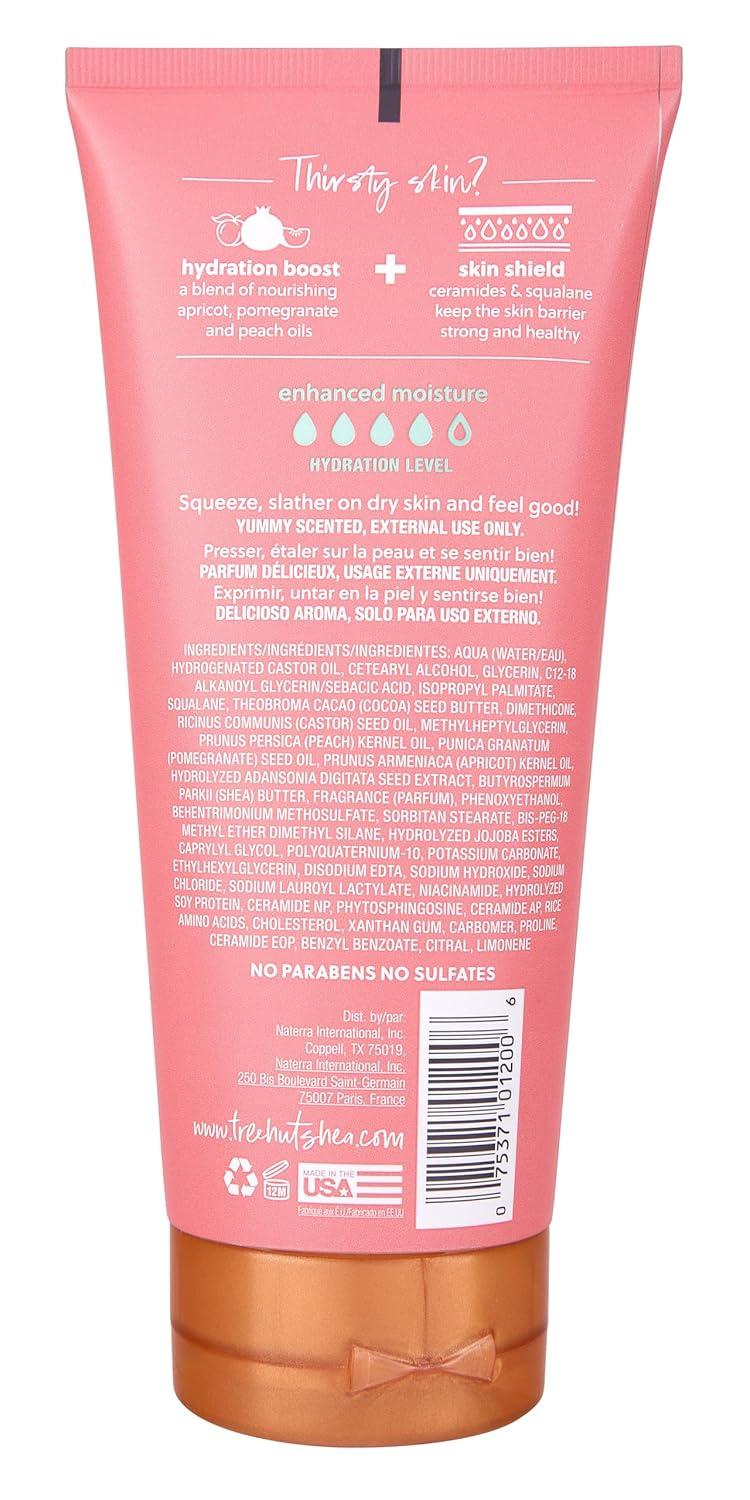 Thirsty skin?
hydration boost
a blend of nourishing
apricot, pomegranate
and peach oils
+
skin shield
ceramides & squalane
keep the skin barrier
strong and healthy
enhanced moisture
HYDRATION LEVEL
Squeeze, slather on dry skin and feel good!
YUMMY SCENTED, EXTERNAL USE ONLY.
Presser, étaler sur la peau et se sentir bien!
PARFUM DÉLICIEUX, USAGE EXTERNE UNIQUEMENT.
Exprimir, untar en la piel y sentirse bien!
DELICIOSO AROMA, SOLO PARA USO EXTERNO.
INGREDIENTS/INGRÉDIENTS/INGREDIENTES: AQUA (WATER/EAU),
HYDROGENATED CASTOR OIL, CETEARYL ALCOHOL, GLYCERIN, C12-18
ALKANOYL GLYCERIN/SEBACIC ACID, ISOPROPYL PALMITATE,
SQUALANE, THEOBROMA CACAO (COCOA) SEED BUTTER, DIMETHICONE,
RICINUS COMMUNIS (CASTOR) SEED OIL, METHYLHEPTYLGLYCERIN,
PRUNUS PERSICA (PEACH) KERNEL OIL, PUNICA GRANATUM
(POMEGRANATE) SEED OIL, PRUNUS ARMENIACA (APRICOT) KERNEL OIL,
HYDROLYZED ADANSONIA DIGITATA SEED EXTRACT, BUTYROSPERMUM
PARKII (SHEA) BUTTER, FRAGRANCE (PARFUM), PHENOXYETHANOL,
BEHENTRIMONIUM METHOSULFATE, SORBITAN STEARATE, BIS-PEG-18
METHYL ETHER DIMETHYL SILANE, HYDROLYZED JOJOBA ESTERS,
CAPRYLYL GLYCOL, POLYQUATERNIUM-10, POTASSIUM CARBONATE,
ETHYLHEXYLGLYCERIN, DISODIUM EDTA, SODIUM HYDROXIDE, SODIUM
CHLORIDE, SODIUM LAUROYL LACTYLATE, NIACINAMIDE, HYDROLYZED
SOY PROTEIN, CERAMIDE NP, PHYTOSPHINGOSINE, CERAMIDE AP, RICE
AMINO ACIDS, CHOLESTEROL, XANTHAN GUM, CARBOMER, PROLINE,
CERAMIDE EOP, BENZYL BENZOATE, CITRAL, LIMONENE
NO PARABENS NO SULFATES
Dist. by/par:
Naterra International, Inc.
Coppell, TX 75019,
Naterra International, Inc.
250 Bis Boulevard Saint-Germain
75007 Paris, France
www.treehutshea.com
12M
MADE IN THE
USA
Fabriqué aux É.U./Fabricado en EE.UU
0 75371 01200 6